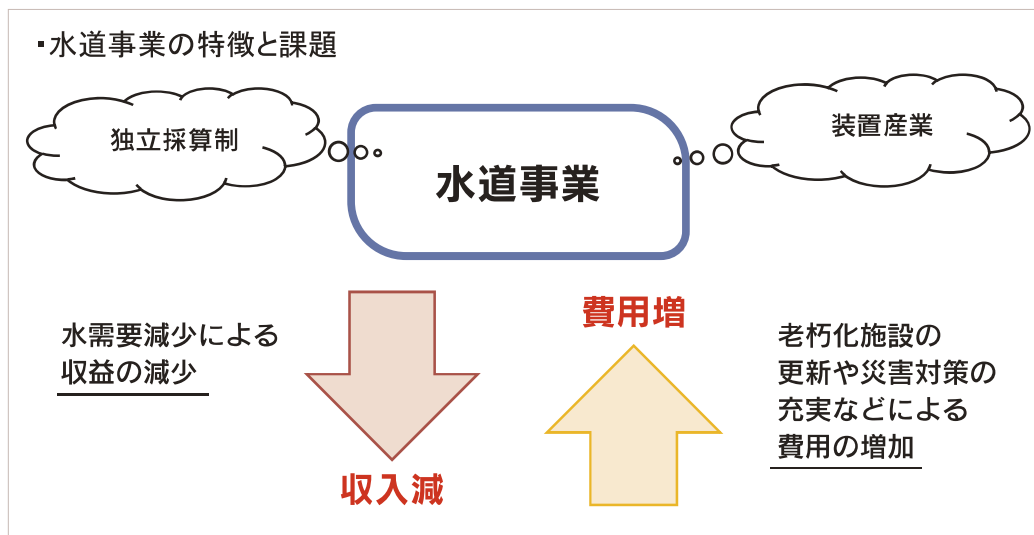 ・水道事業の特徴と課題
独立採算制
水道事業
装置産業
水需要減少による
収益の減少
収入減
費用増
老朽化施設の
更新や災害対策の
充実などによる
費用の増加